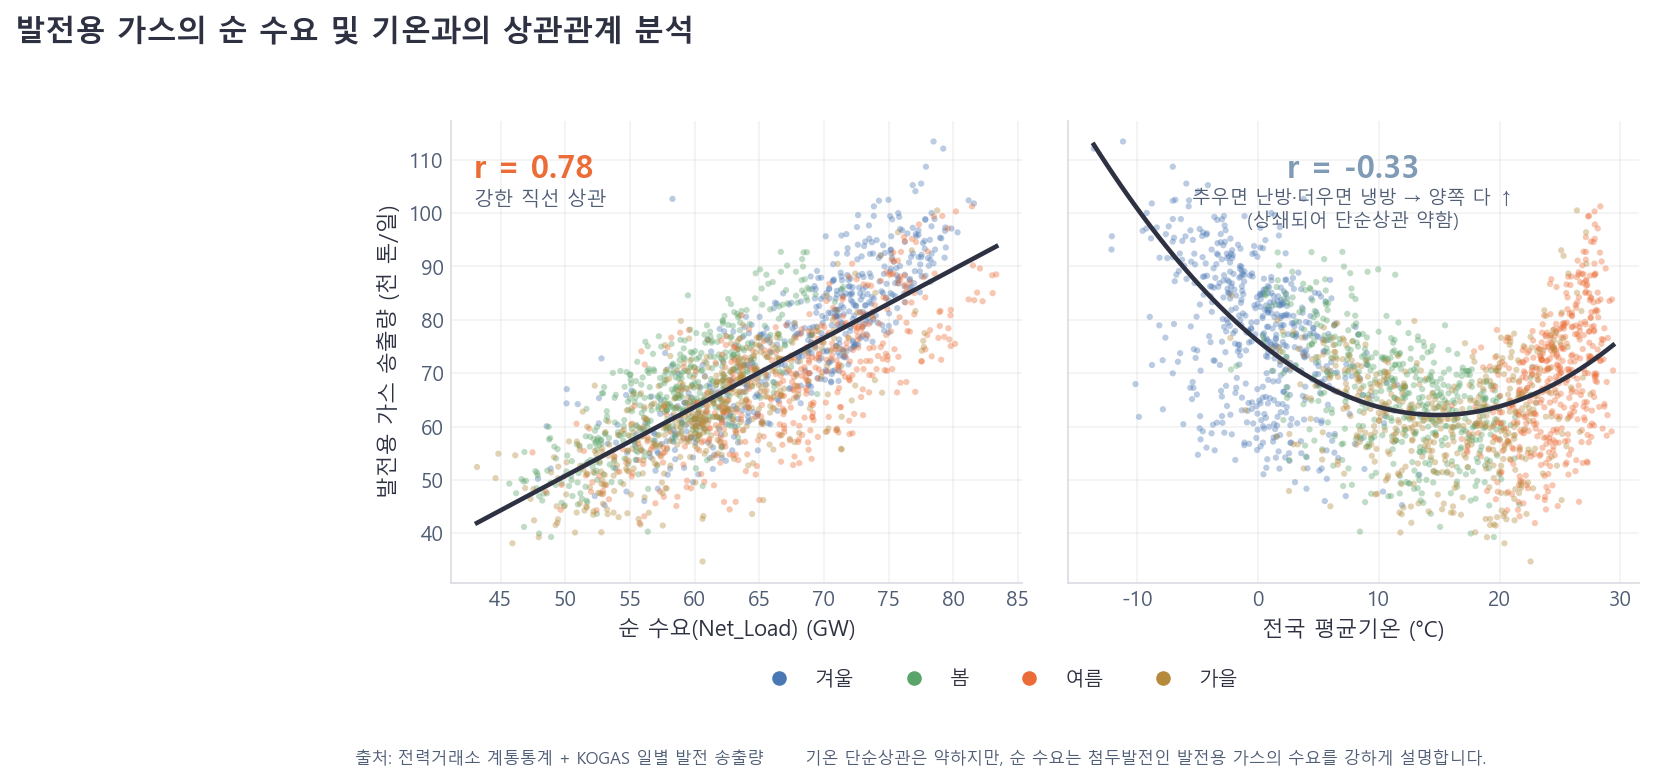 발전용 가스의 순 수요 및 기온과의 상관관계 분석
발전용 가스 송출량 (천 톤/일)
110
100
90
80
70
60
50
40
r = 0.78
강한 직선 상관
45 50 55 60 65 70 75 80 85
순 수요(Net_Load) (GW)
r = -0.33
추우면 난방·더우면 냉방 → 양쪽 다 ↑
(상쇄되어 단순상관 약함)
-10 0 10 20 30
전국 평균기온 (°C)
겨울 봄 여름 가을
출처: 전력거래소 계통통계 + KOGAS 일별 발전 송출량 기온 단순상관은 약하지만, 순 수요는 첨두발전인 발전용 가스의 수요를 강하게 설명합니다.